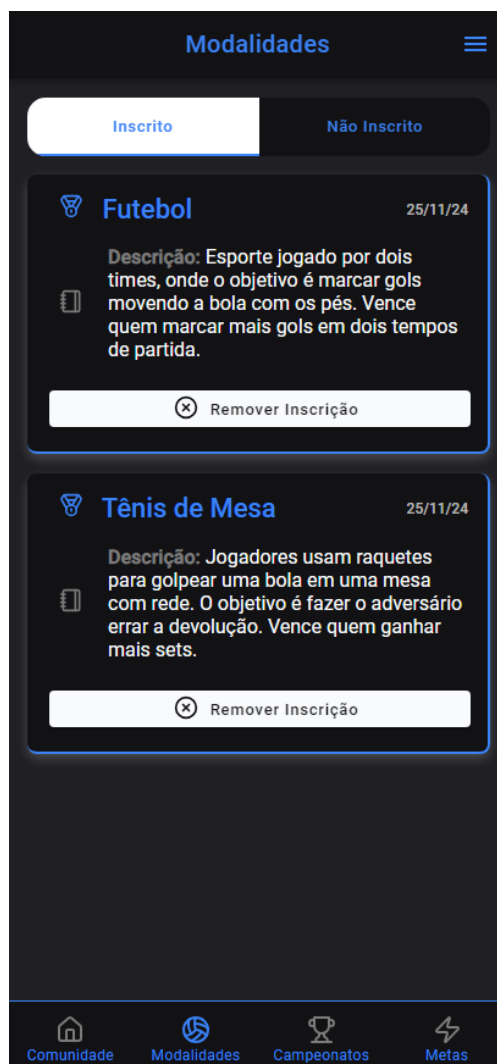 Modalidades
Inscrito
Não Inscrito
Futebol
25/11/24
Descrição: Esporte jogado por dois
times, onde o objetivo é marcar gols
movendo a bola com os pés. Vence
quem marcar mais gols em dois tempos
de partida.
Remover Inscrição
Tênis de Mesa
25/11/24
Descrição: Jogadores usam raquetes
para golpear uma bola em uma mesa
com rede. O objetivo é fazer o adversário
errar a devolução. Vence quem ganhar
mais sets.
Remover Inscrição
Comunidade
Modalidades
Campeonatos
Metas